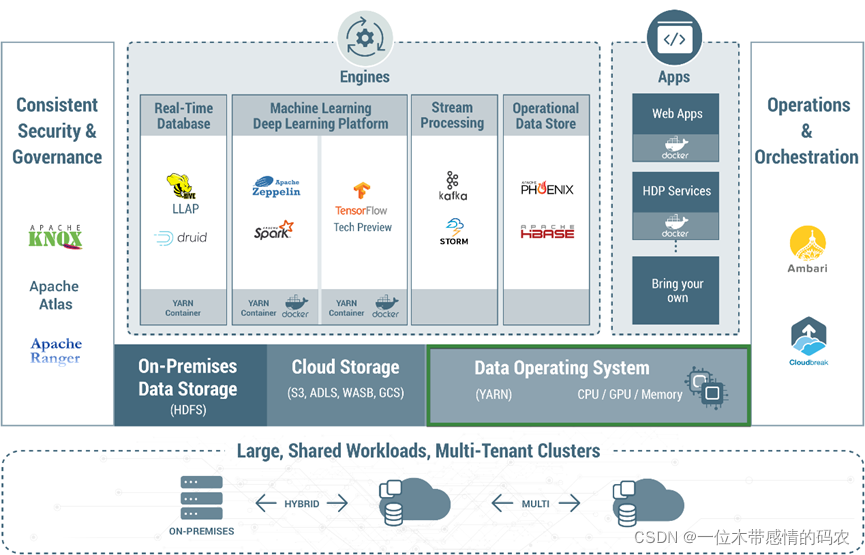 Consistent
Security &
Governance
APACHE
KNOX
Apache
Atlas
Apache
Ranger
Engines
Real-Time
Database
HIVE
LLAP
druid
YARN
Container
Machine Learning
Deep Learning Platform
Apache
Zeppelin
APACHE
Spark
YARN
Container
docker
TensorFlow
Tech Preview
YARN
Container
docker
Stream
Processing
kafka
STORM
Operational
Data Store
APACHE
PHOENIX
APACHE
HBASE
Apps
Web Apps
docker
HDP Services
docker
Bring your
own
Operations
&
Orchestration
Ambari
Cloudbreak
On-Premises
Data Storage
(HDFS)
Cloud Storage
(S3, ADLS, WASB, GCS)
Data Operating System
(YARN)
CPU / GPU / Memory
Large, Shared Workloads, Multi-Tenant Clusters
ON-PREMISES
HYBRID
MULTI
CSDN @一位木带感情的码农